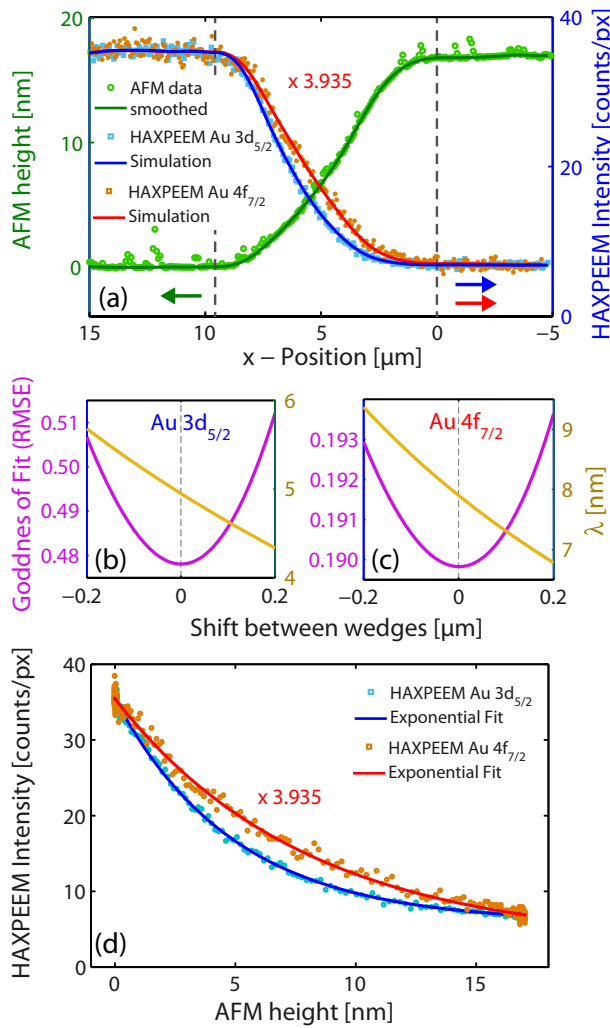 20
10
0
AFM height [nm]
40
20
0
HAXPEEM Intensity [counts/px]
x 3.935
AFM data
smoothed
HAXPEEM Au 3d5/2
Simulation
HAXPEEM Au 4f7/2
Simulation
(a)
15
10
5
0
−5
x − Position [μm]
Goddnes of Fit (RMSE)
0.51
0.50
0.49
0.48
Au 3d5/2
6
5
4
(b)
−0.2
0
0.2
0.193
0.192
0.191
0.190
Au 4f7/2
9
8
7
λ [nm]
(c)
−0.2
0
0.2
Shift between wedges [μm]
HAXPEEM Intensity [counts/px]
40
30
20
10
0
HAXPEEM Au 3d5/2
Exponential Fit
HAXPEEM Au 4f7/2
Exponential Fit
x 3.935
(d)
0
5
10
15
AFM height [nm]